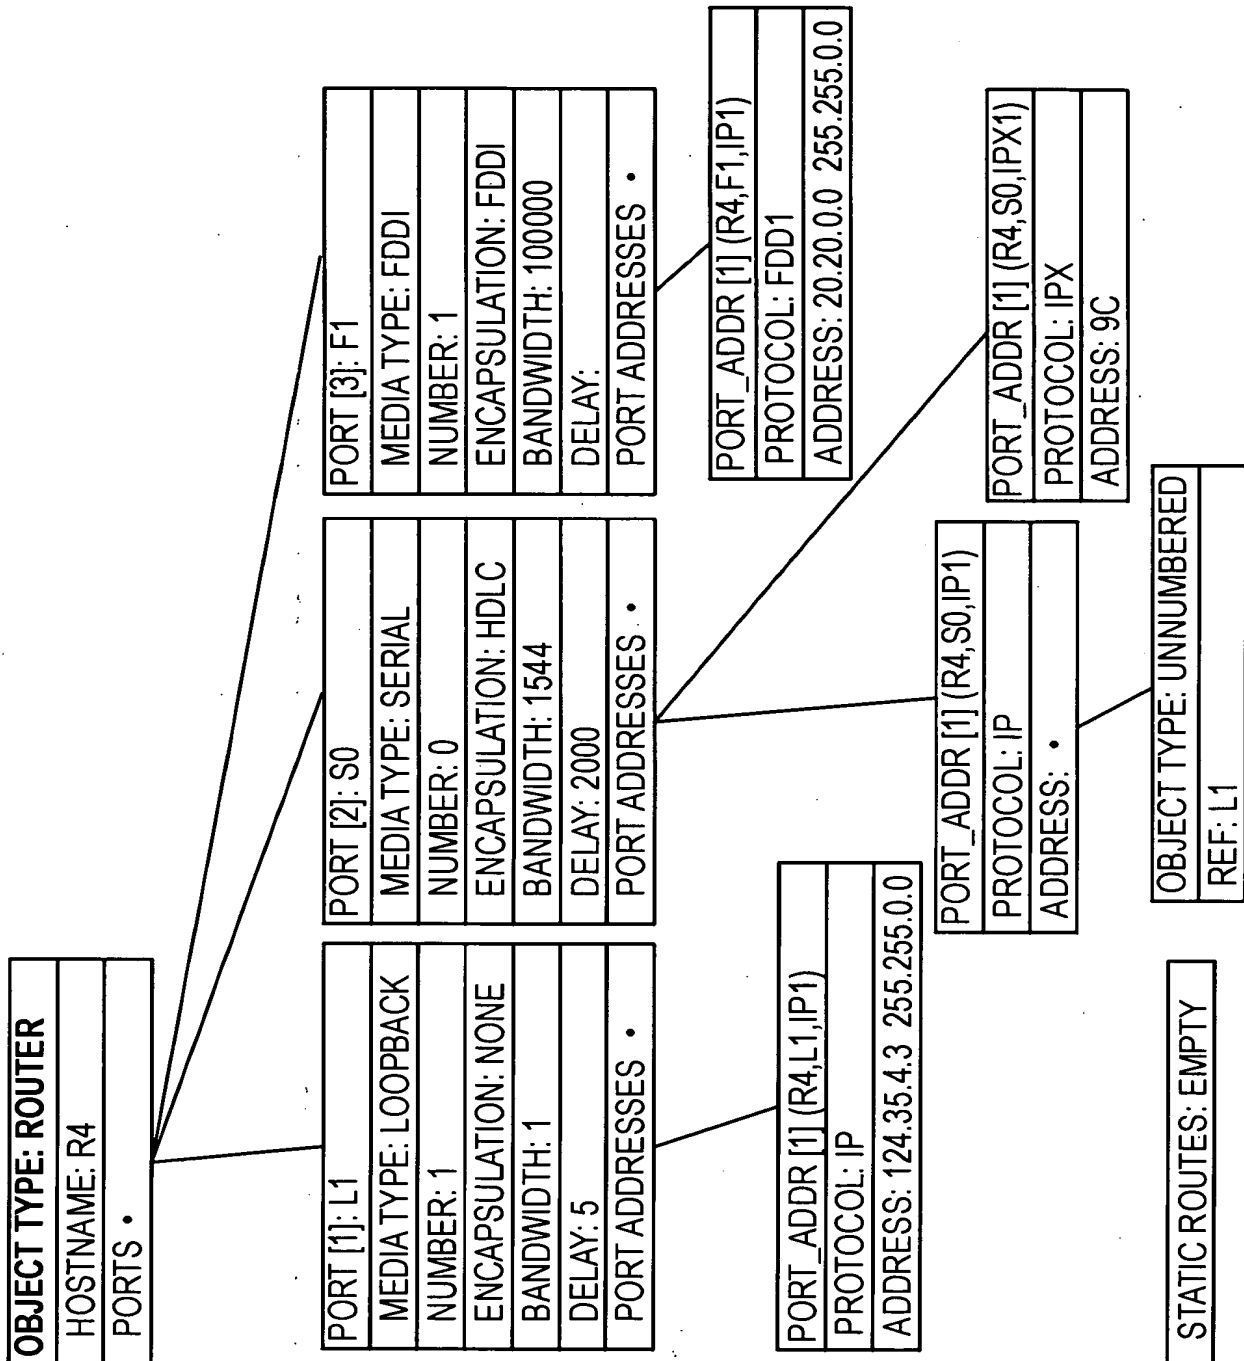 OBJECT TYPE: ROUTER
HOSTNAME: R4
PORTS •
PORT [1]: L1
MEDIA TYPE: LOOPBACK
NUMBER: 1
ENCAPSULATION: NONE
BANDWIDTH: 1
DELAY: 5
PORT ADDRESSES •
PORT [2]: S0
MEDIA TYPE: SERIAL
NUMBER: 0
ENCAPSULATION: HDLC
BANDWIDTH: 1544
DELAY: 2000
PORT ADDRESSES •
PORT [3]: F1
MEDIA TYPE: FDDI
NUMBER: 1
ENCAPSULATION: FDDI
BANDWIDTH: 100000
DELAY:
PORT ADDRESSES •
PORT_ADDR [1] (R4,L1,IP1)
PROTOCOL: IP
ADDRESS: 124.35.4.3 255.255.0.0
PORT_ADDR [1] (R4,S0,IP1)
PROTOCOL: IP
ADDRESS: •
PORT_ADDR [1] (R4,F1,IP1)
PROTOCOL: FDD1
ADDRESS: 20.20.0.0 255.255.0.0
PORT_ADDR [1] (R4,S0,IPX1)
PROTOCOL: IPX
ADDRESS: 9C
OBJECT TYPE: UNNUMBERED
REF: L1
STATIC ROUTES: EMPTY